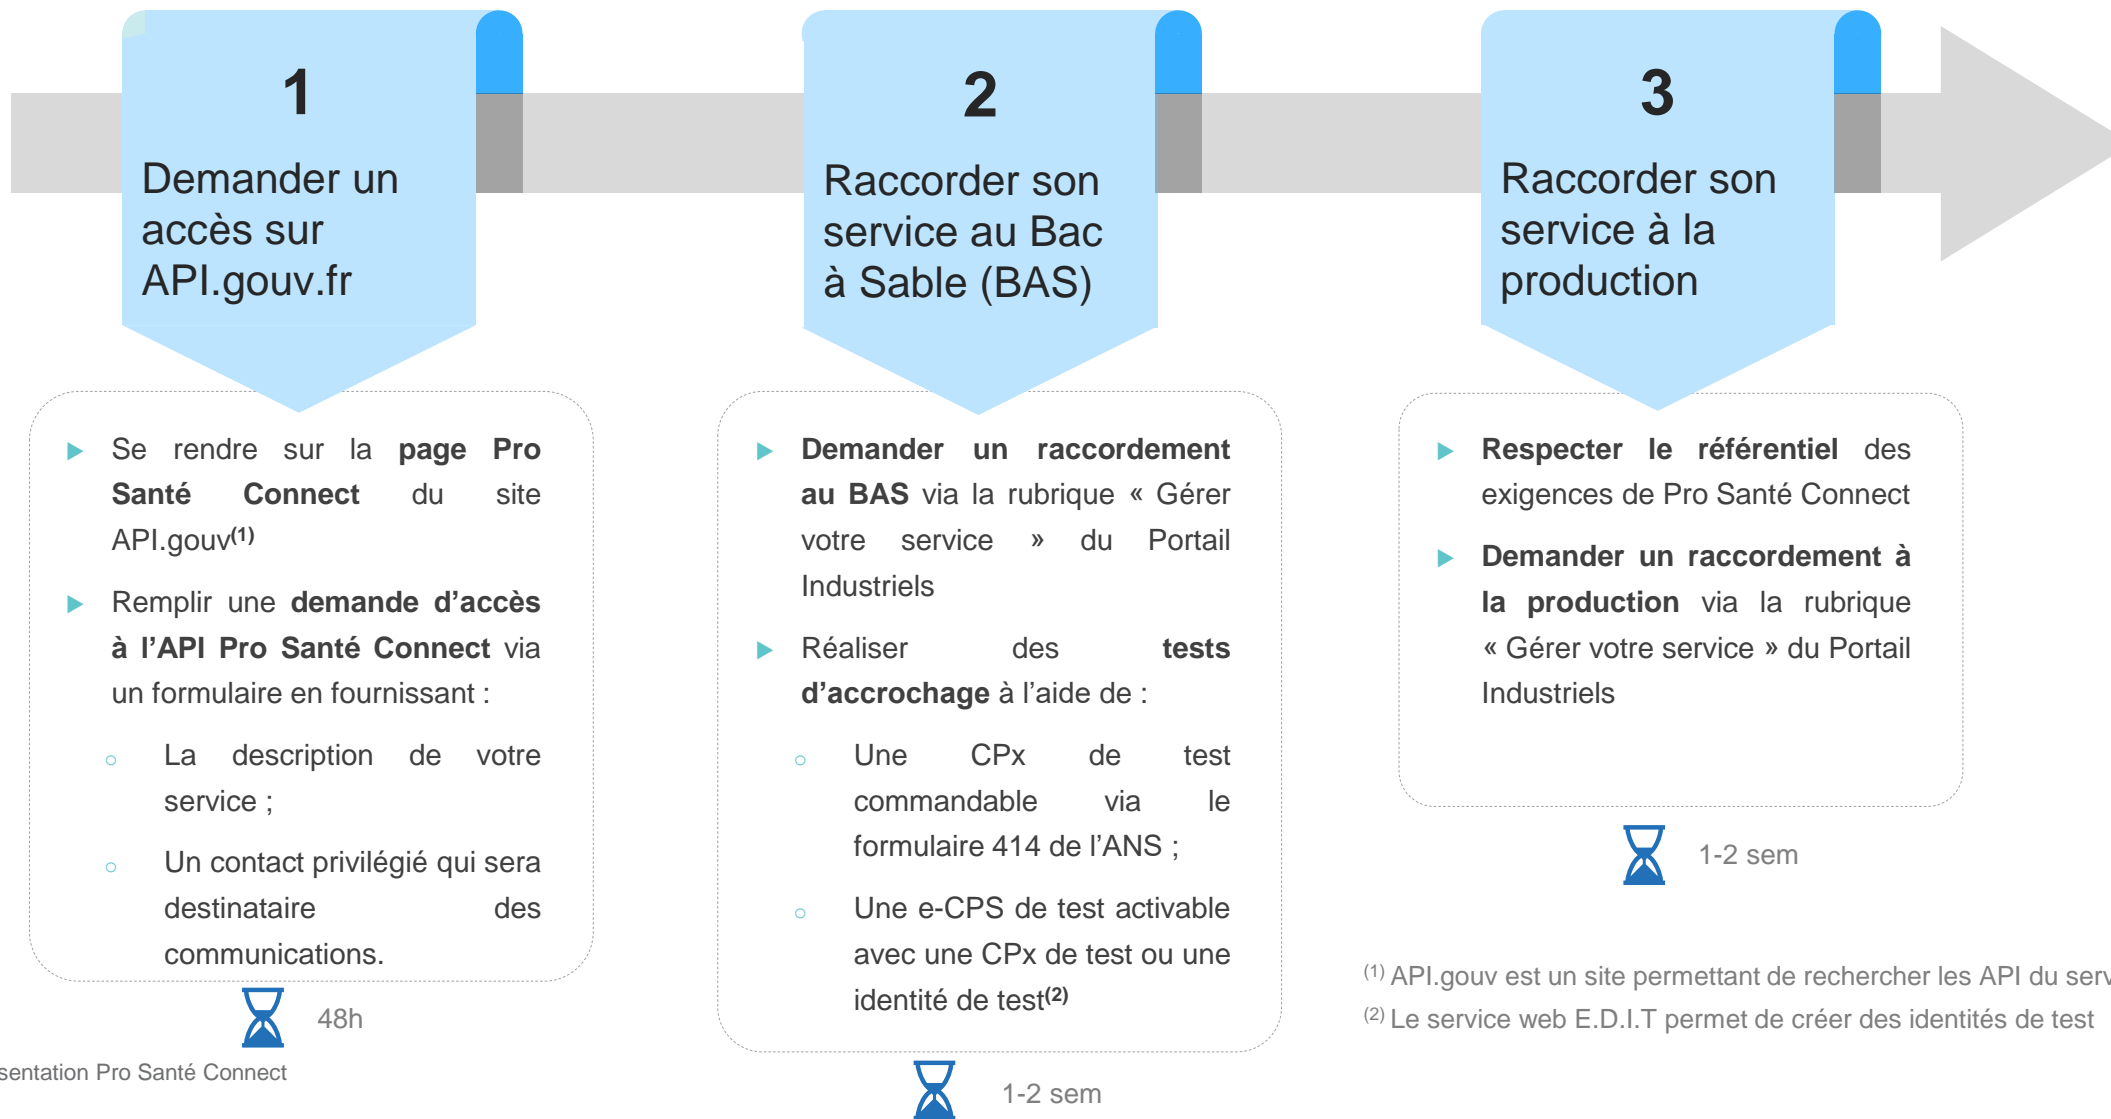 1
Demander un
accès sur
API.gouv.fr
Se rendre sur la page Pro
Santé Connect du site
API.gouv(1)
Remplir une demande d’accès
à l’API Pro Santé Connect via
un formulaire en fournissant :
La description de votre
service ;
Un contact privilégié qui sera
destinataire des
communications.
48h
2
Raccorder son
service au Bac
à Sable (BAS)
Demander un raccordement
au BAS via la rubrique « Gérer
votre service » du Portail
Industriels
Réaliser des tests
d’accrochage à l’aide de :
Une CPx de test
commandable via le
formulaire 414 de l’ANS ;
Une e-CPS de test activable
avec une CPx de test ou une
identité de test(2)
1-2 sem
3
Raccorder son
service à la
production
Respecter le référentiel des
exigences de Pro Santé Connect
Demander un raccordement à
la production via la rubrique
« Gérer votre service » du Portail
Industriels
1-2 sem
(1) API.gouv est un site permettant de rechercher les API du
(2) Le service web E.D.I.T permet de créer des identités de test
Pro Santé Connect